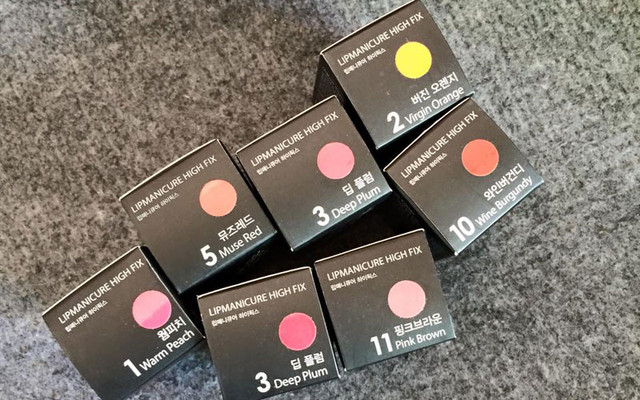 LIPMANICURE HIGH FIX
립매니큐어 하이픽스
버진 오렌지
2 Virgin Orange
LIPMANICURE HIGH FIX
립매니큐어 하이픽스
딥 플럼
3 Deep Plum
LIPMANICURE HIGH FIX
립매니큐어 하이픽스
와인버건디
10 Wine Burgundy
LIPMANICURE HIGH FIX
립매니큐어 하이픽스
뮤즈레드
5 Muse Red
LIPMANICURE HIGH FIX
립매니큐어 하이픽스
웜피치
1 Warm Peach
LIPMANICURE HIGH FIX
립매니큐어 하이픽스
딥 플럼
3 Deep Plum
LIPMANICURE HIGH FIX
립매니큐어 하이픽스
핑크브라운
11 Pink Brown